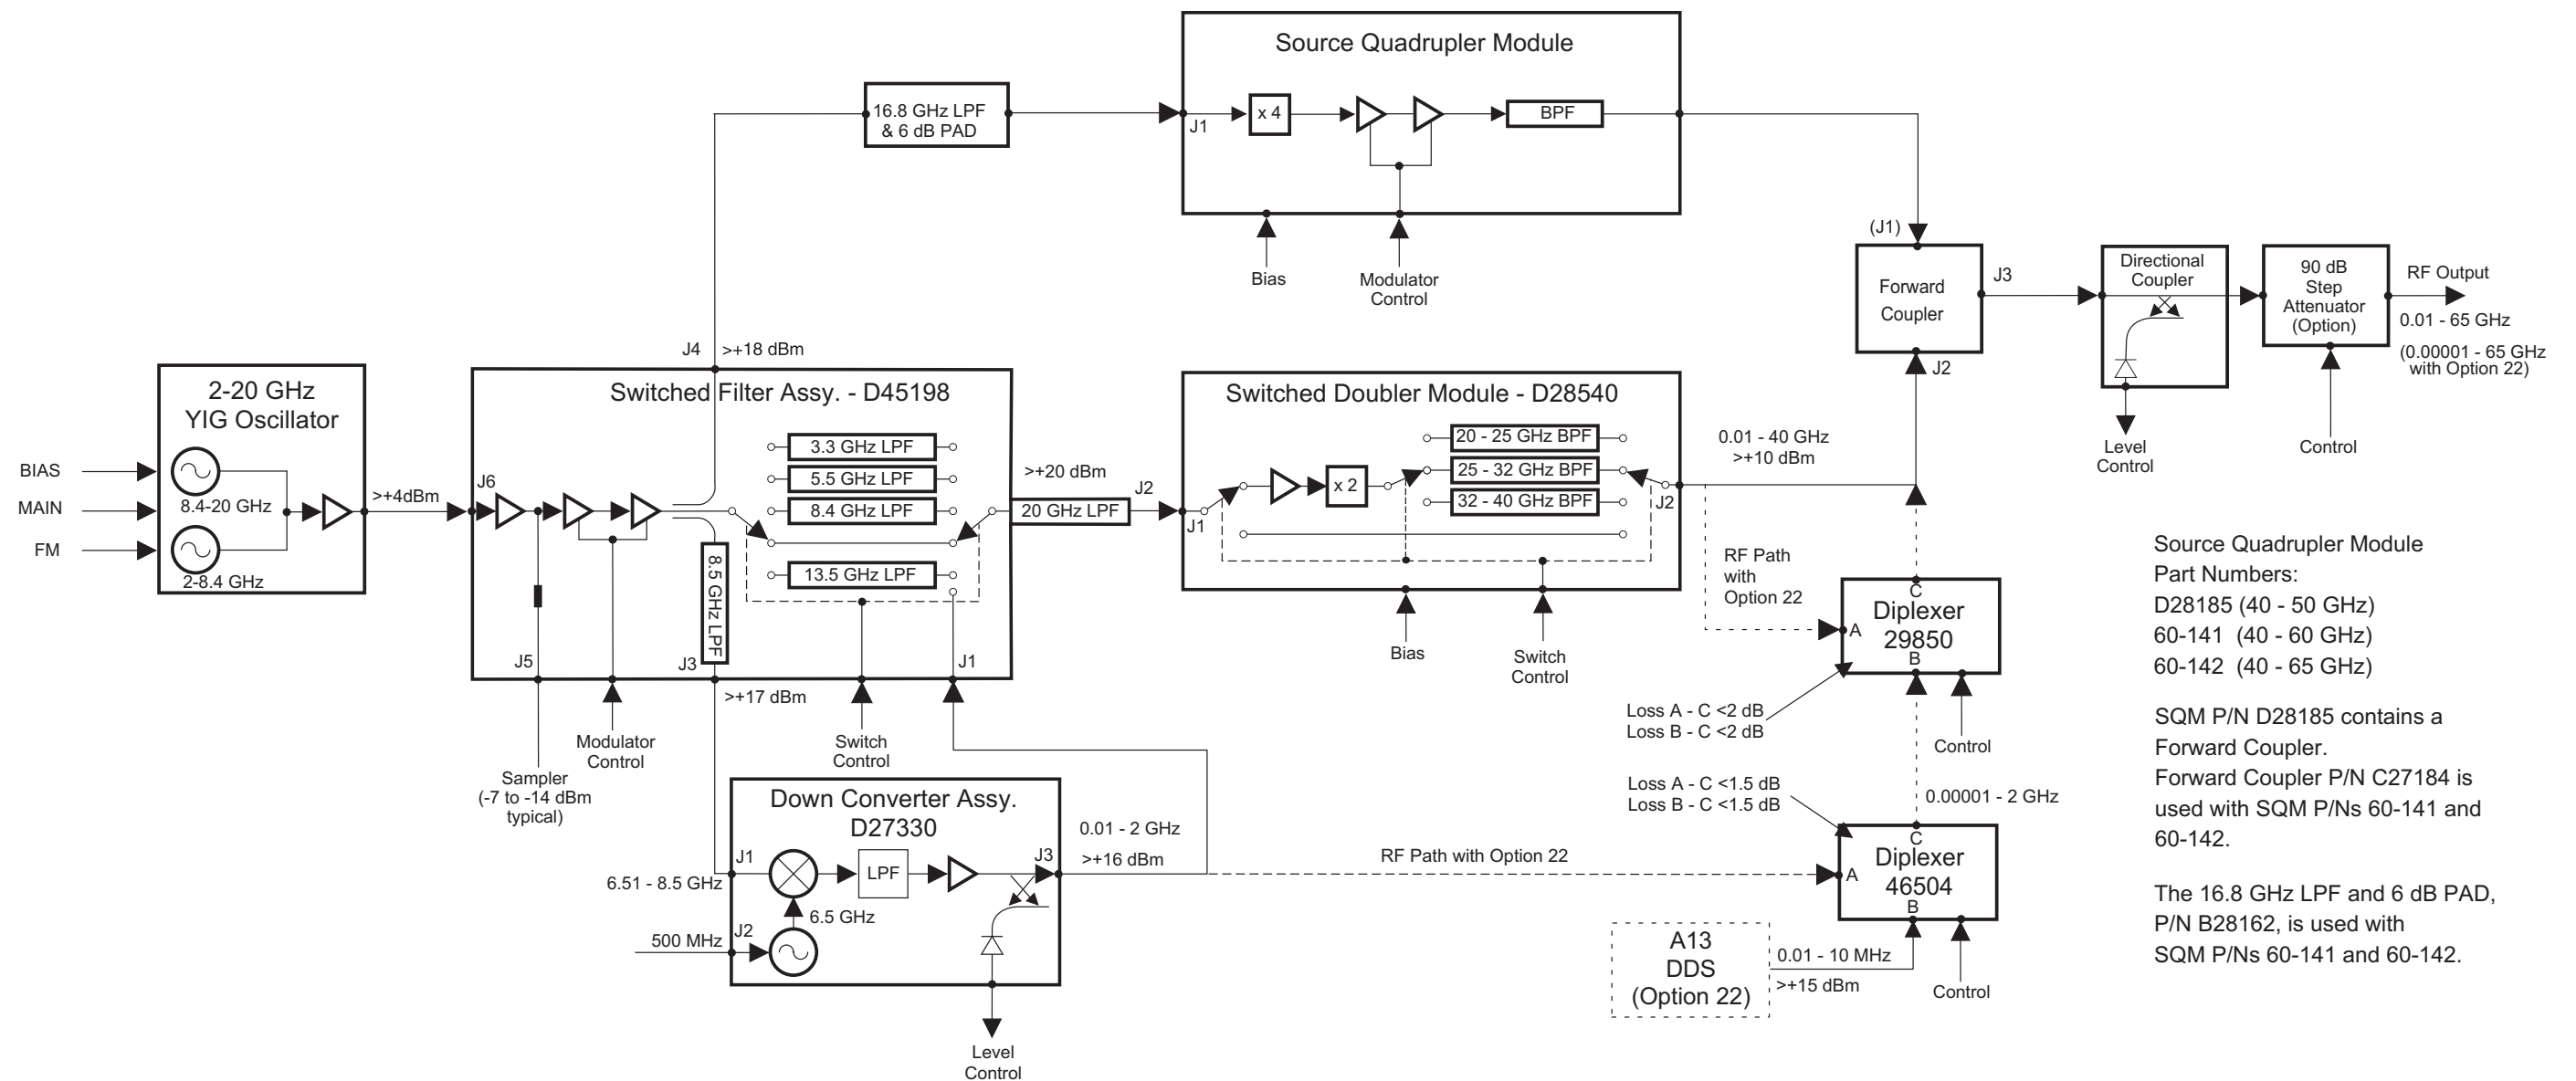 Source Quadrupler Module
16.8 GHz LPF
& 6 dB PAD
J1
x 4
BPF
Bias
Modulator
Control
(J1)
Forward
Coupler
J3
J2
Directional
Coupler
Level
Control
90 dB
Step
Attenuator
(Option)
Control
RF Output
0.01 - 65 GHz
(0.00001 - 65 GHz
with Option 22)
2-20 GHz
YIG Oscillator
BIAS
MAIN
FM
8.4-20 GHz
2-8.4 GHz
>+4dBm
J4
>+18 dBm
Switched Filter Assy. - D45198
J6
3.3 GHz LPF
5.5 GHz LPF
8.4 GHz LPF
13.5 GHz LPF
8.5 GHz LPF
J5
J3
J1
>+17 dBm
Sampler
(-7 to -14 dBm
typical)
Modulator
Control
Switch
Control
>+20 dBm
20 GHz LPF
J2
Switched Doubler Module - D28540
J1
x 2
20 - 25 GHz BPF
25 - 32 GHz BPF
32 - 40 GHz BPF
J2
Bias
Switch
Control
0.01 - 40 GHz
>+10 dBm
RF Path
with
Option 22
C
Diplexer
29850
A
B
Loss A - C <2 dB
Loss B - C <2 dB
Control
Loss A - C <1.5 dB
Loss B - C <1.5 dB
0.00001 - 2 GHz
C
Diplexer
46504
A
B
Control
A13
DDS
(Option 22)
0.01 - 10 MHz
>+15 dBm
Down Converter Assy.
D27330
J1
6.51 - 8.5 GHz
LPF
J3
6.5 GHz
500 MHz
J2
0.01 - 2 GHz
>+16 dBm
RF Path with Option 22
Level
Control
Source Quadrupler Module
Part Numbers:
D28185 (40 - 50 GHz)
60-141 (40 - 60 GHz)
60-142 (40 - 65 GHz)
SQM P/N D28185 contains a
Forward Coupler.
Forward Coupler P/N C27184 is
used with SQM P/Ns 60-141 and
60-142.
The 16.8 GHz LPF and 6 dB PAD,
P/N B28162, is used with
SQM P/Ns 60-141 and 60-142.